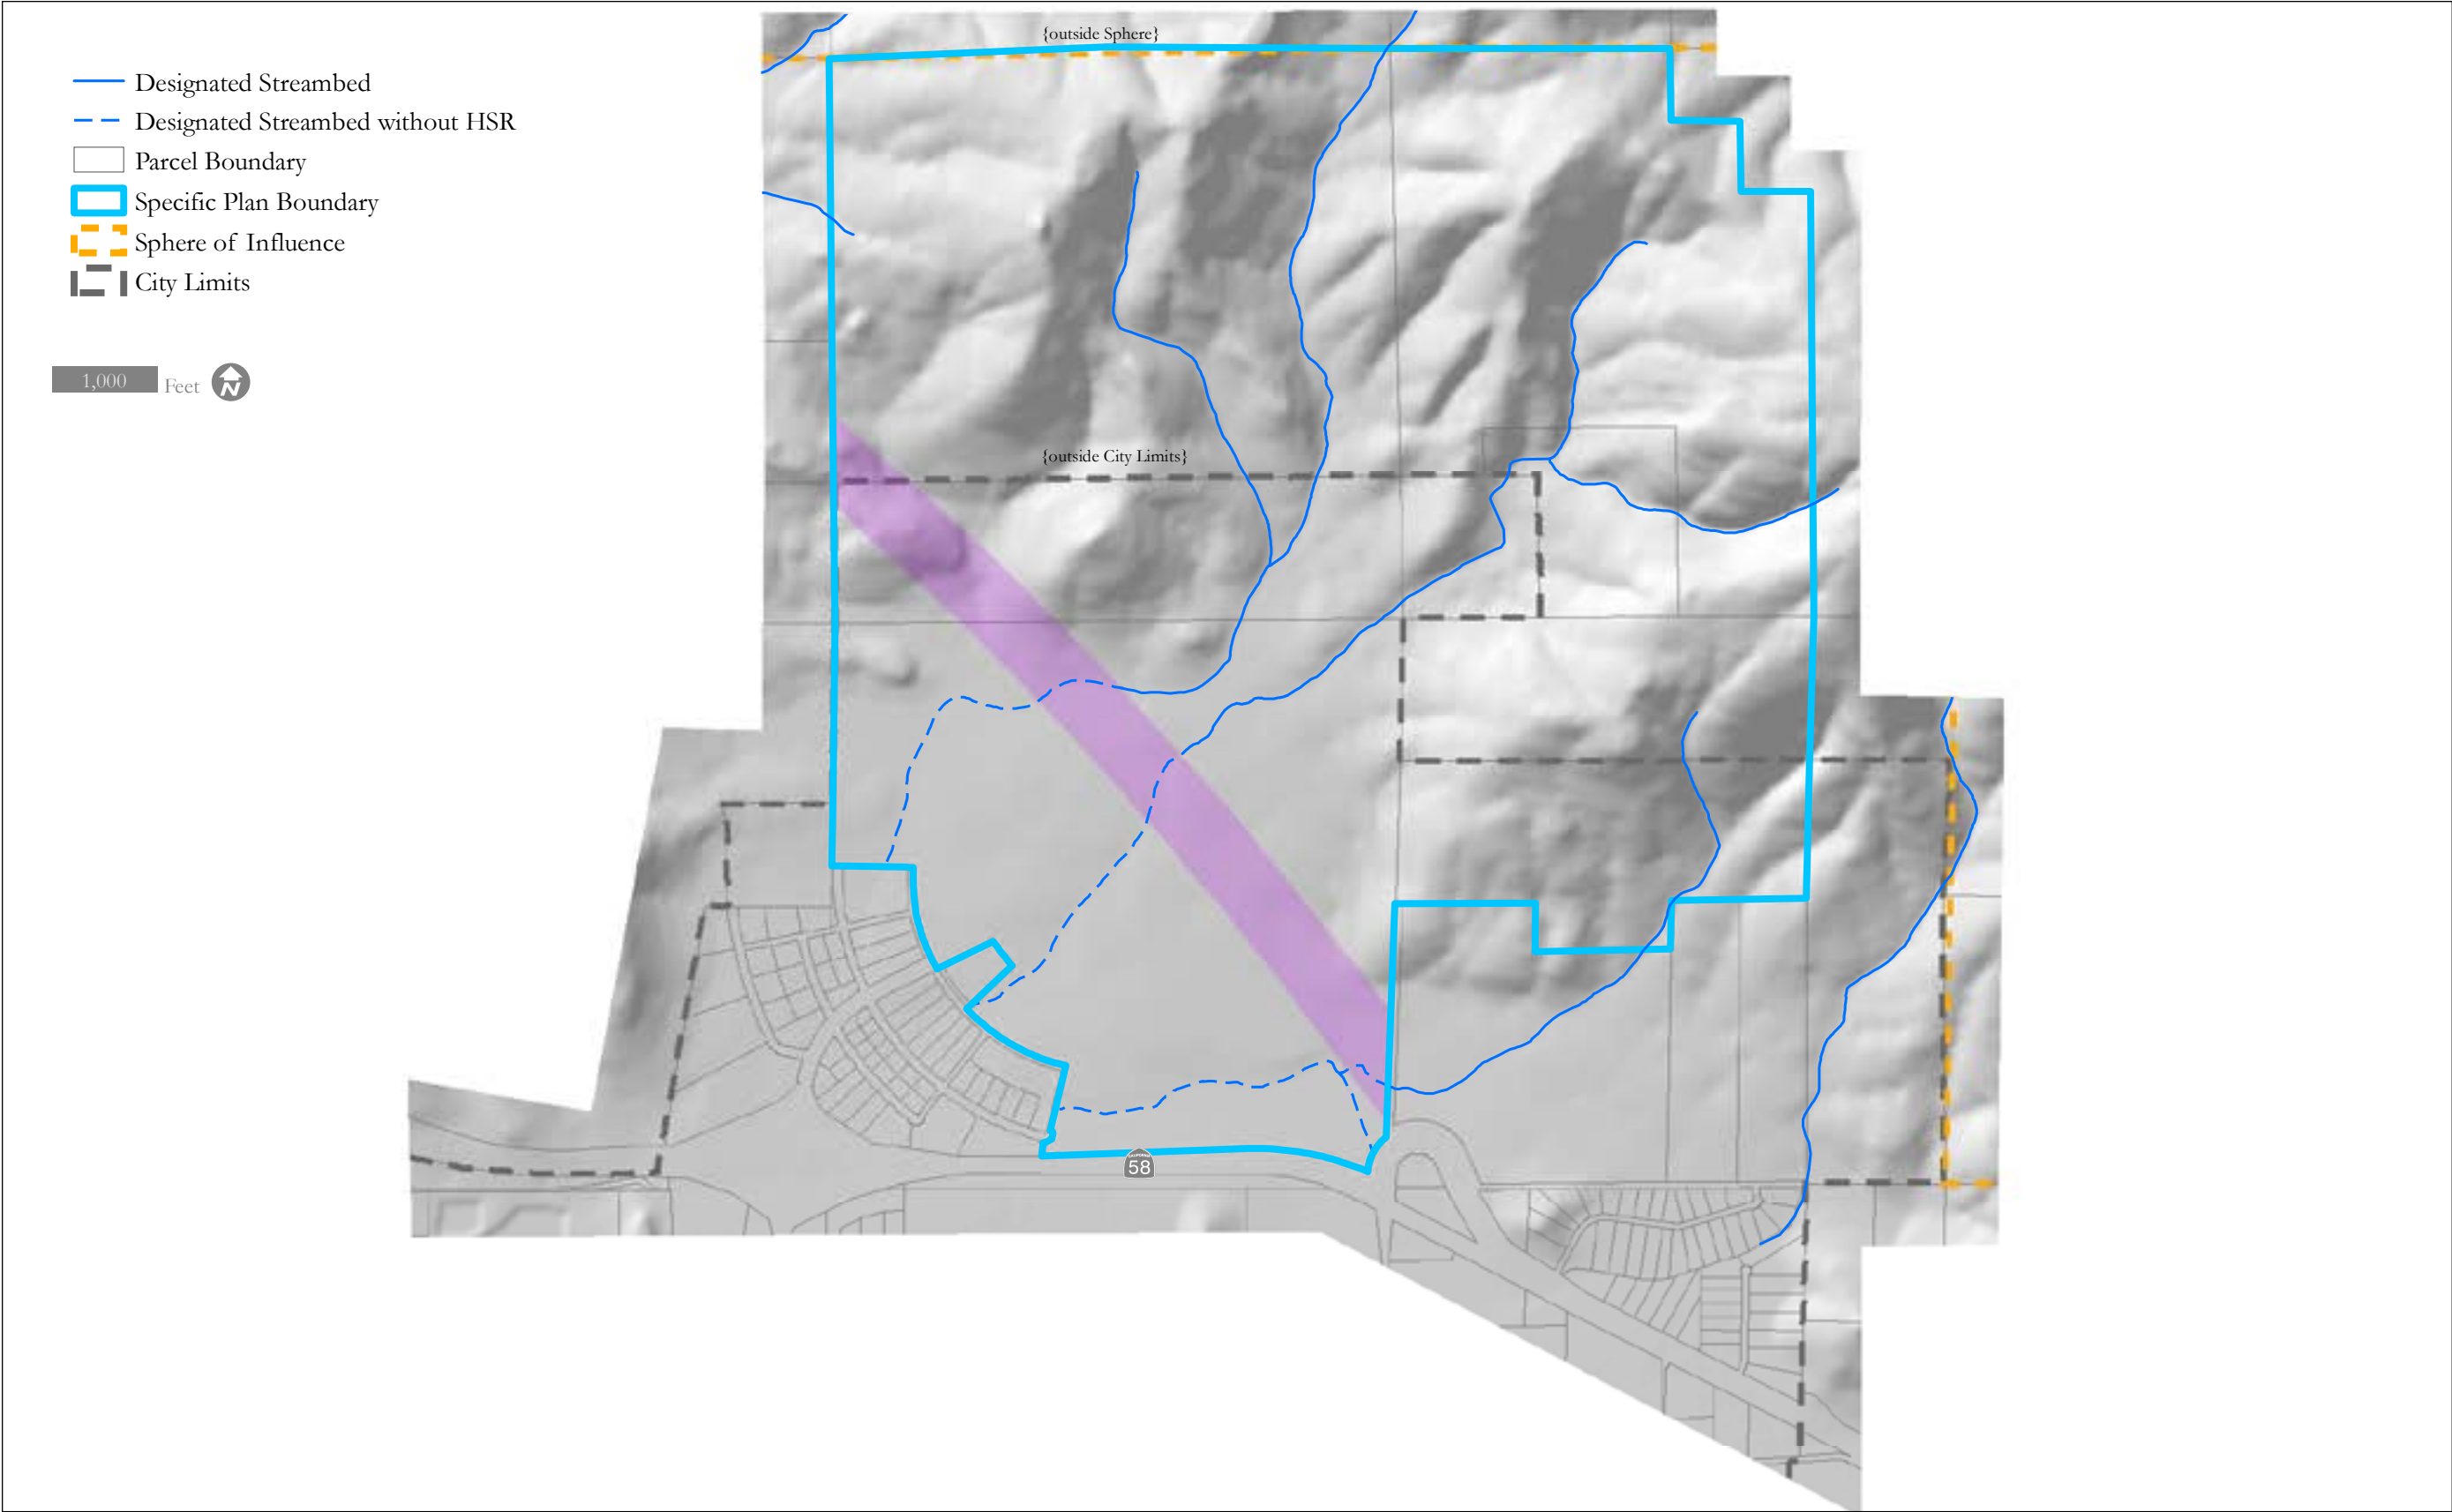 {outside Sphere}
Designated Streambed
Designated Streambed without HSR
Parcel Boundary
Specific Plan Boundary
Sphere of Influence
City Limits
1,000 Feet N
{outside City Limits}
CALIFORNIA
58